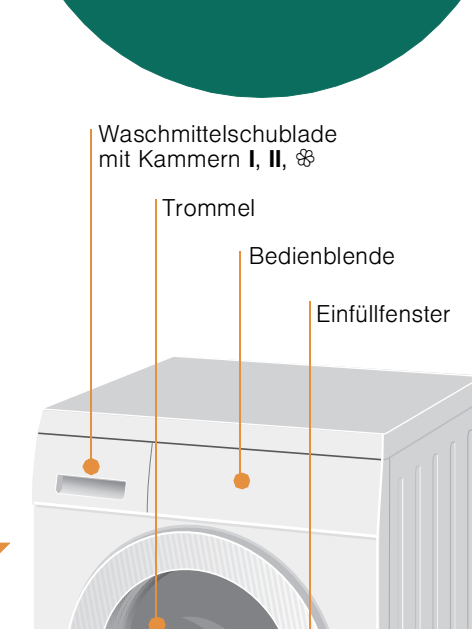 Waschmittelschublade
mit Kammern I, II, ❀
Trommel
Bedienblende
Einfüllfenster